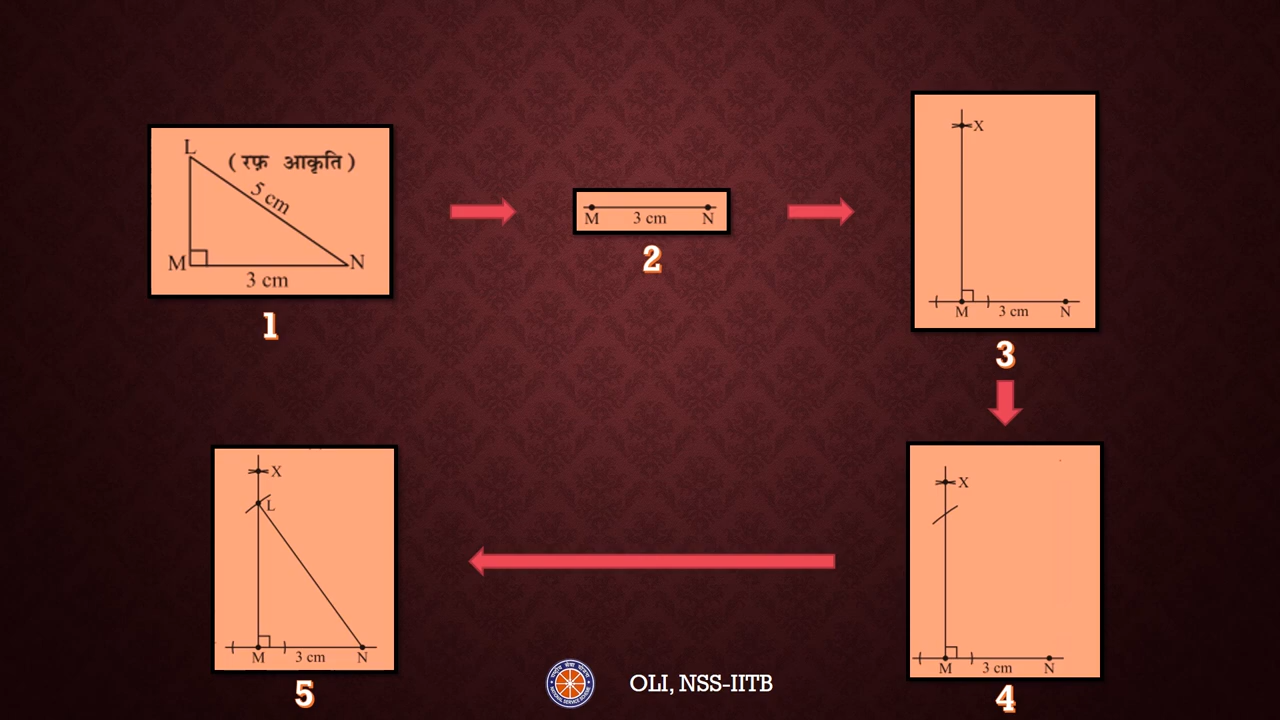 L
(रफ़ आकृति)
5 cm
M
N
3 cm
1
M 3 cm N
2
X
M 3 cm N
3
X
M 3 cm N
4
X
L
M 3 cm N
5
OLI, NSS-IITB